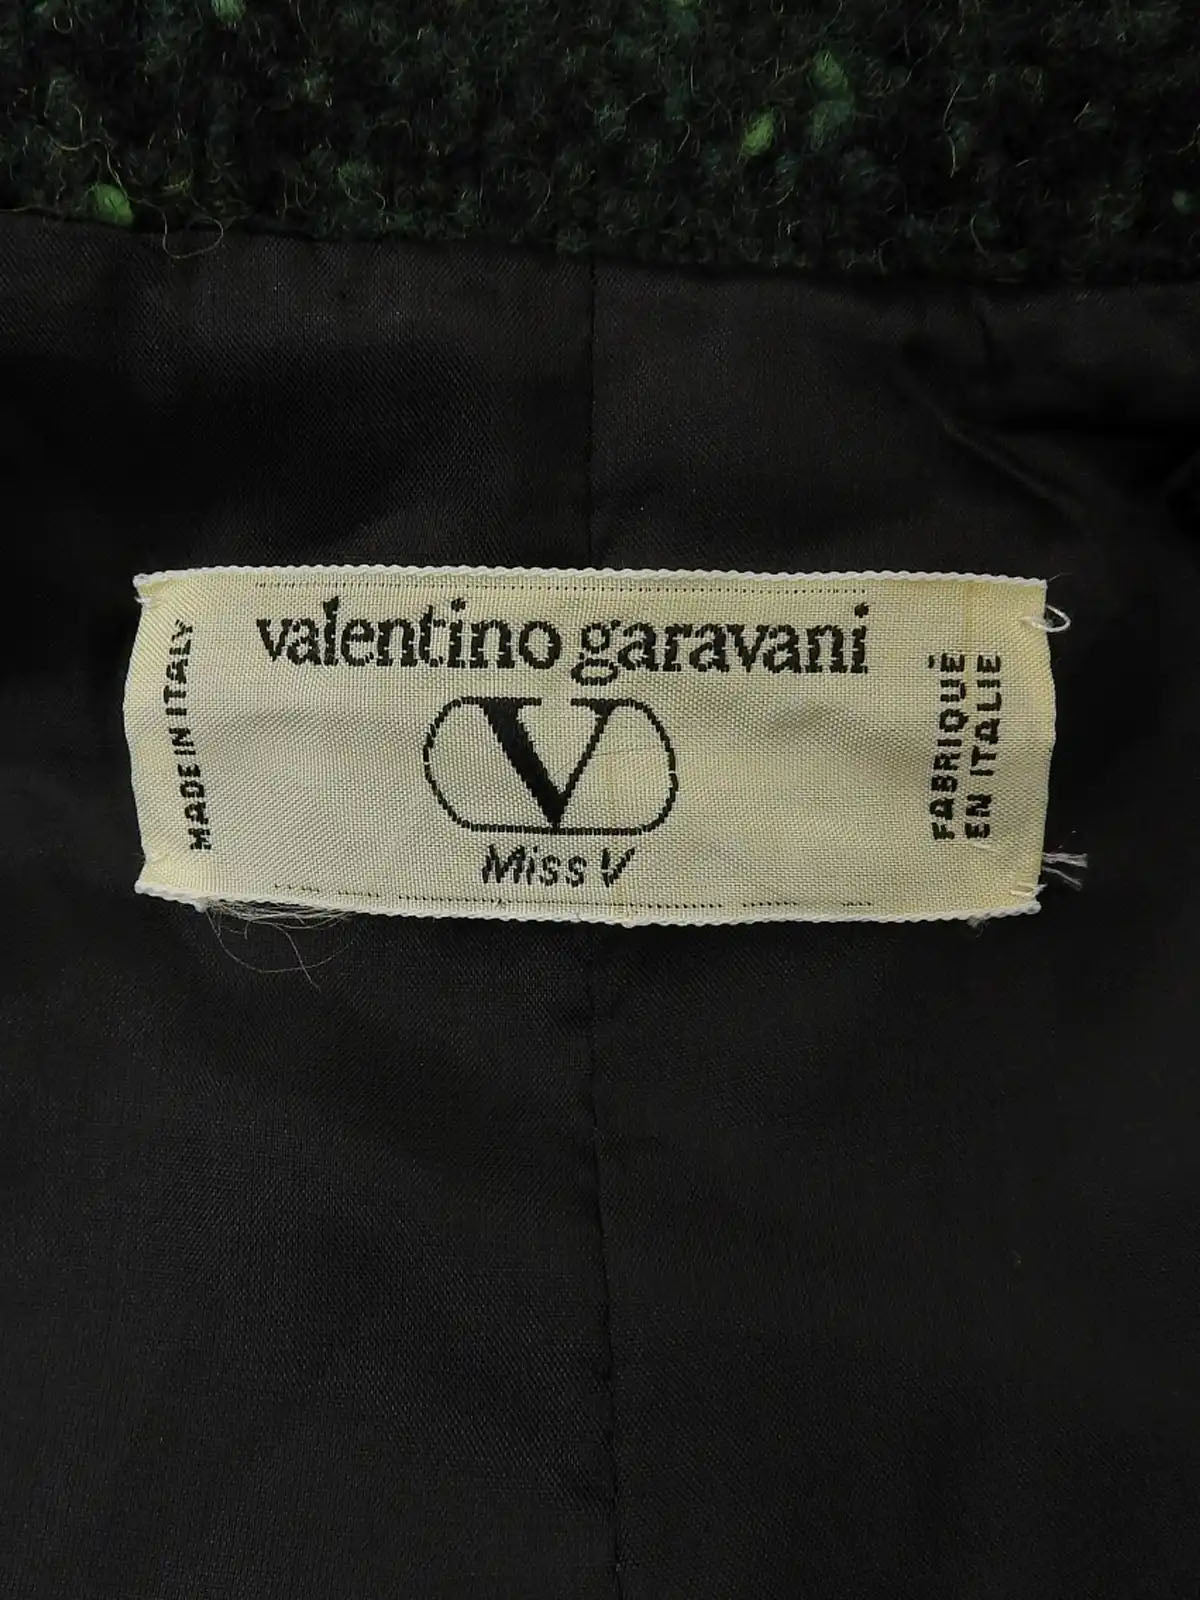 valentino garavani
V
Miss V
MADE IN ITALY
FABRIQUÉ
EN ITALIE